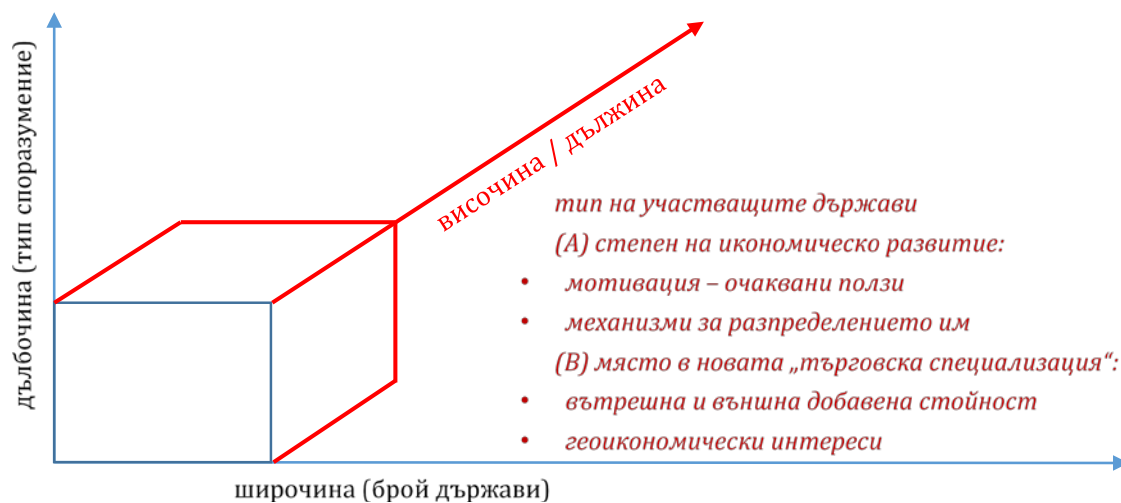 дълбочина (тип споразумение)
височина / дължина
тип на участващите държави
(А) степен на икономическо развитие:
• мотивация – очаквани ползи
• механизми за разпределението им
(В) място в новата „търговска специализация“:
• вътрешна и външна добавена стойност
• геоикономически интереси
широчина (брой държави)